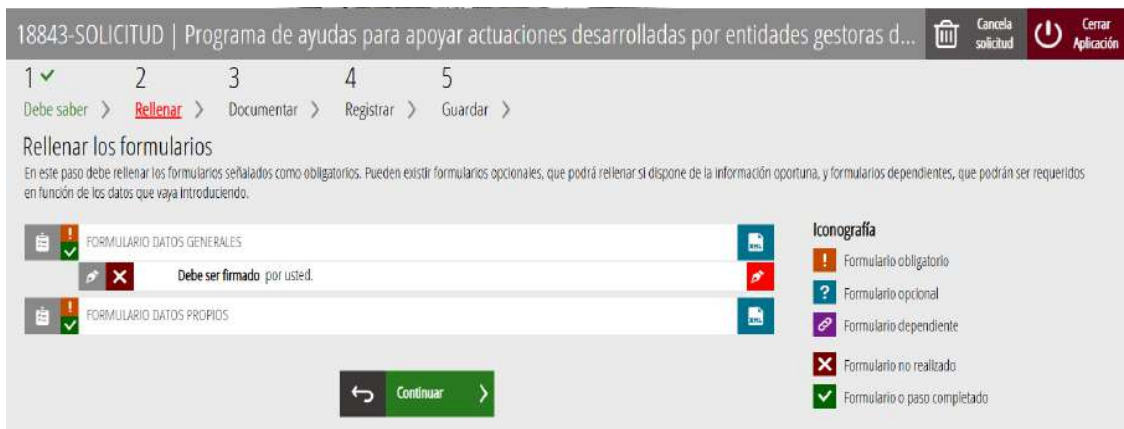 18843-SOLICITUD | Programa de ayudas para apoyar actuaciones desarrolladas por entidades gestoras d...
Cancela
solicitud
Cerrar
Aplicación
1
2
3
4
5
Debe saber
Rellenar
Documentar
Registrar
Guardar
Rellenar los formularios
En este paso debe rellenar los formularios señalados como obligatorios. Pueden existir formularios opcionales, que podrá rellenar si dispone de la información oportuna, y formularios dependientes, que podrán ser requeridos
en función de los datos que vaya introduciendo.
FORMULARIO DATOS GENERALES
XML
Debe ser firmado por usted.
FORMULARIO DATOS PROPIOS
XML
Continuar
Iconografía
! Formulario obligatorio
? Formulario opcional
Formulario dependiente
Formulario no realizado
Formulario o paso completado